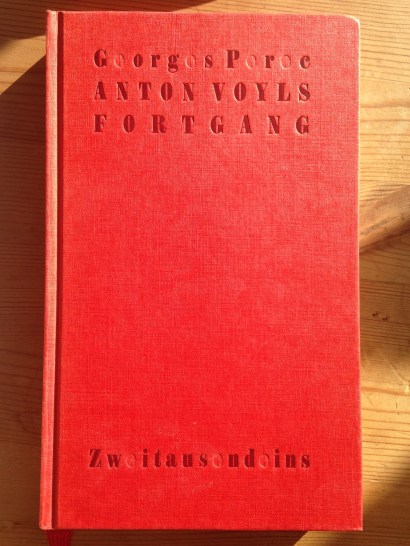 Georges Perec
ANTON VOYLS
FORTGANG
Zweitausendeins